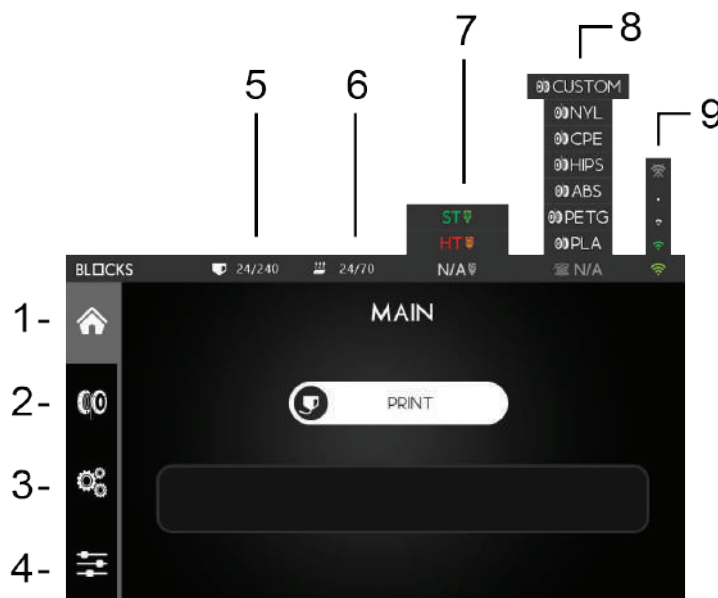 7
8
5
6
9
CUSTOM
NYL
CPE
HIPS
ABS
ST
PETG
HT
PLA
BLOCKS 24/240 24/70 N/A N/A
1-
MAIN
2-
PRINT
3-
4-